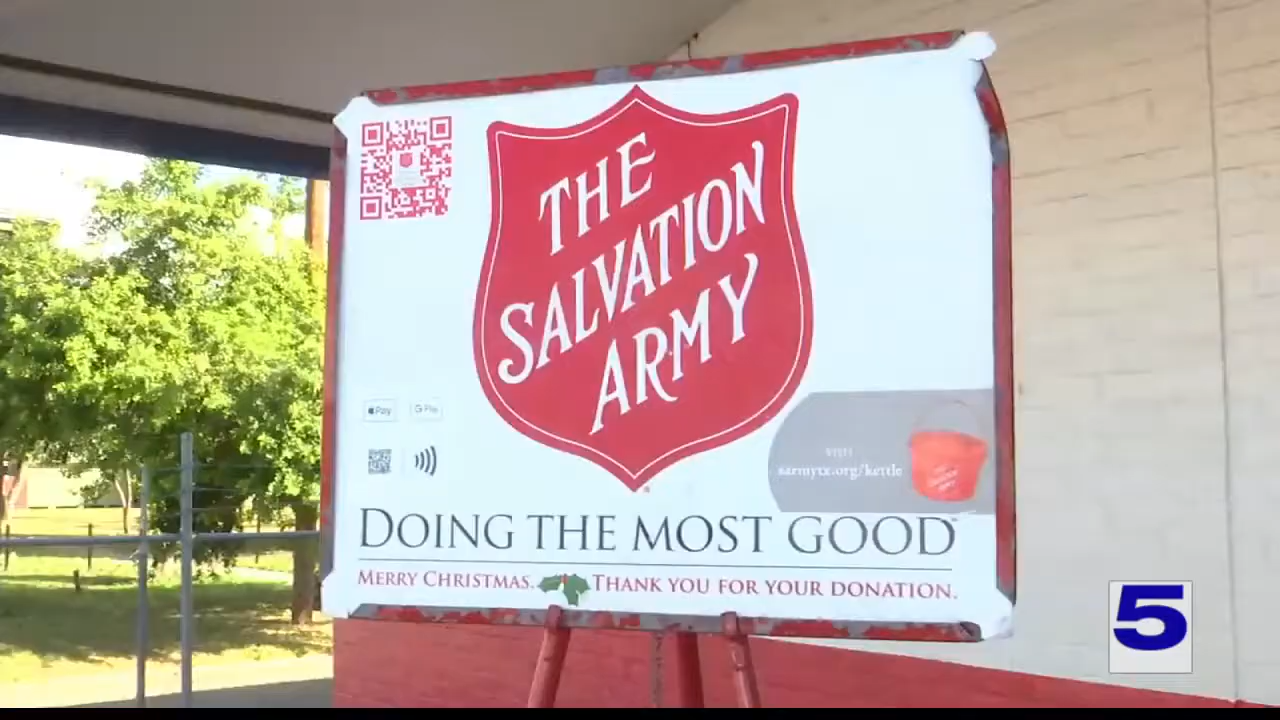 THE
SALVATION
ARMY
Pay
G Pay
VISIT
sarmytx.org/kettle
DOING THE MOST GOOD
MERRY CHRISTMAS. THANK YOU FOR YOUR DONATION.
5